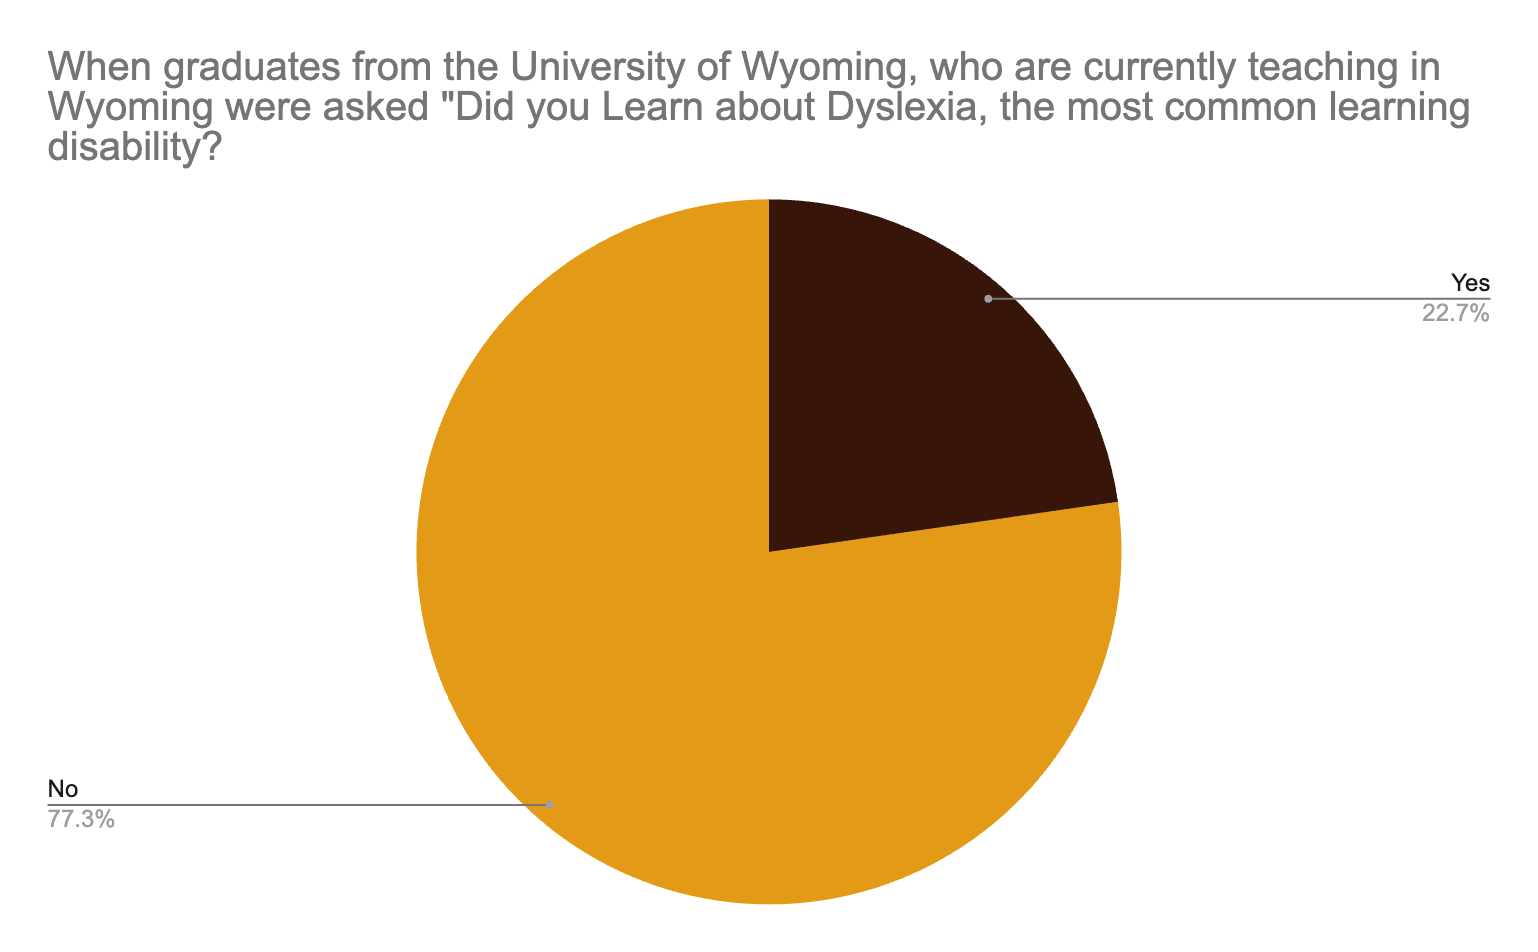 When graduates from the University of Wyoming, who are currently teaching in
Wyoming were asked "Did you Learn about Dyslexia, the most common learning
disability?
Yes
22.7%
No
77.3%